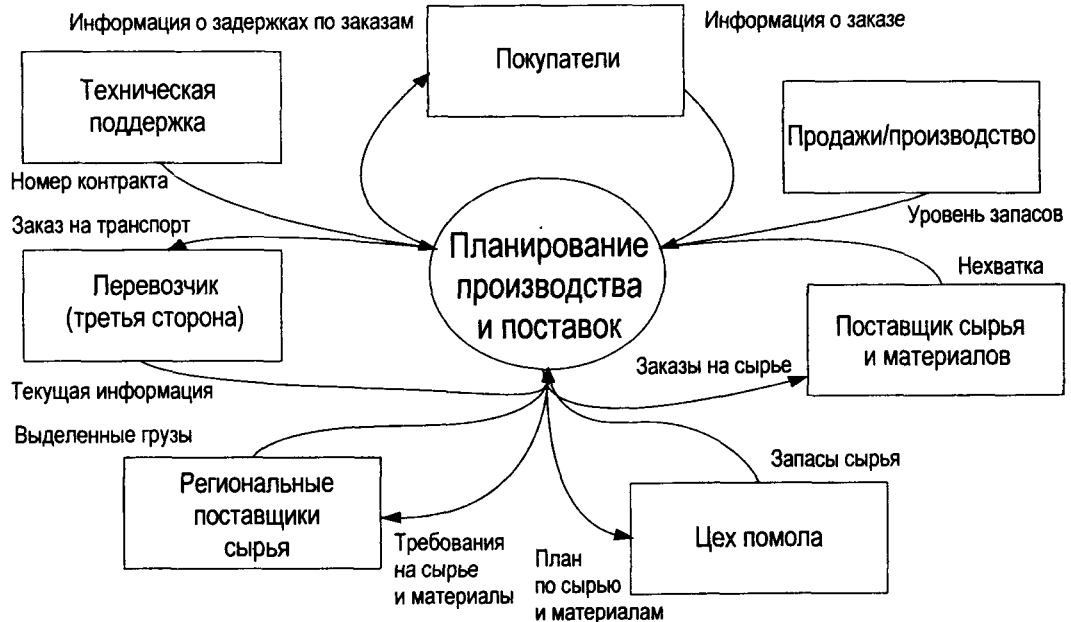 Информация о задержках по заказам
Информация о заказе
Покупатели
Техническая
поддержка
Продажи/производство
Номер контракта
Уровень запасов
Заказ на транспорт
Планирование
производства
и поставок
Нехватка
Перевозчик
(третья сторона)
Поставщик сырья
и материалов
Заказы на сырье
Текущая информация
Выделенные грузы
Запасы сырья
Региональные
поставщики
сырья
Цех помола
Требования
на сырье
и материалы
План
по сырью
и материалам